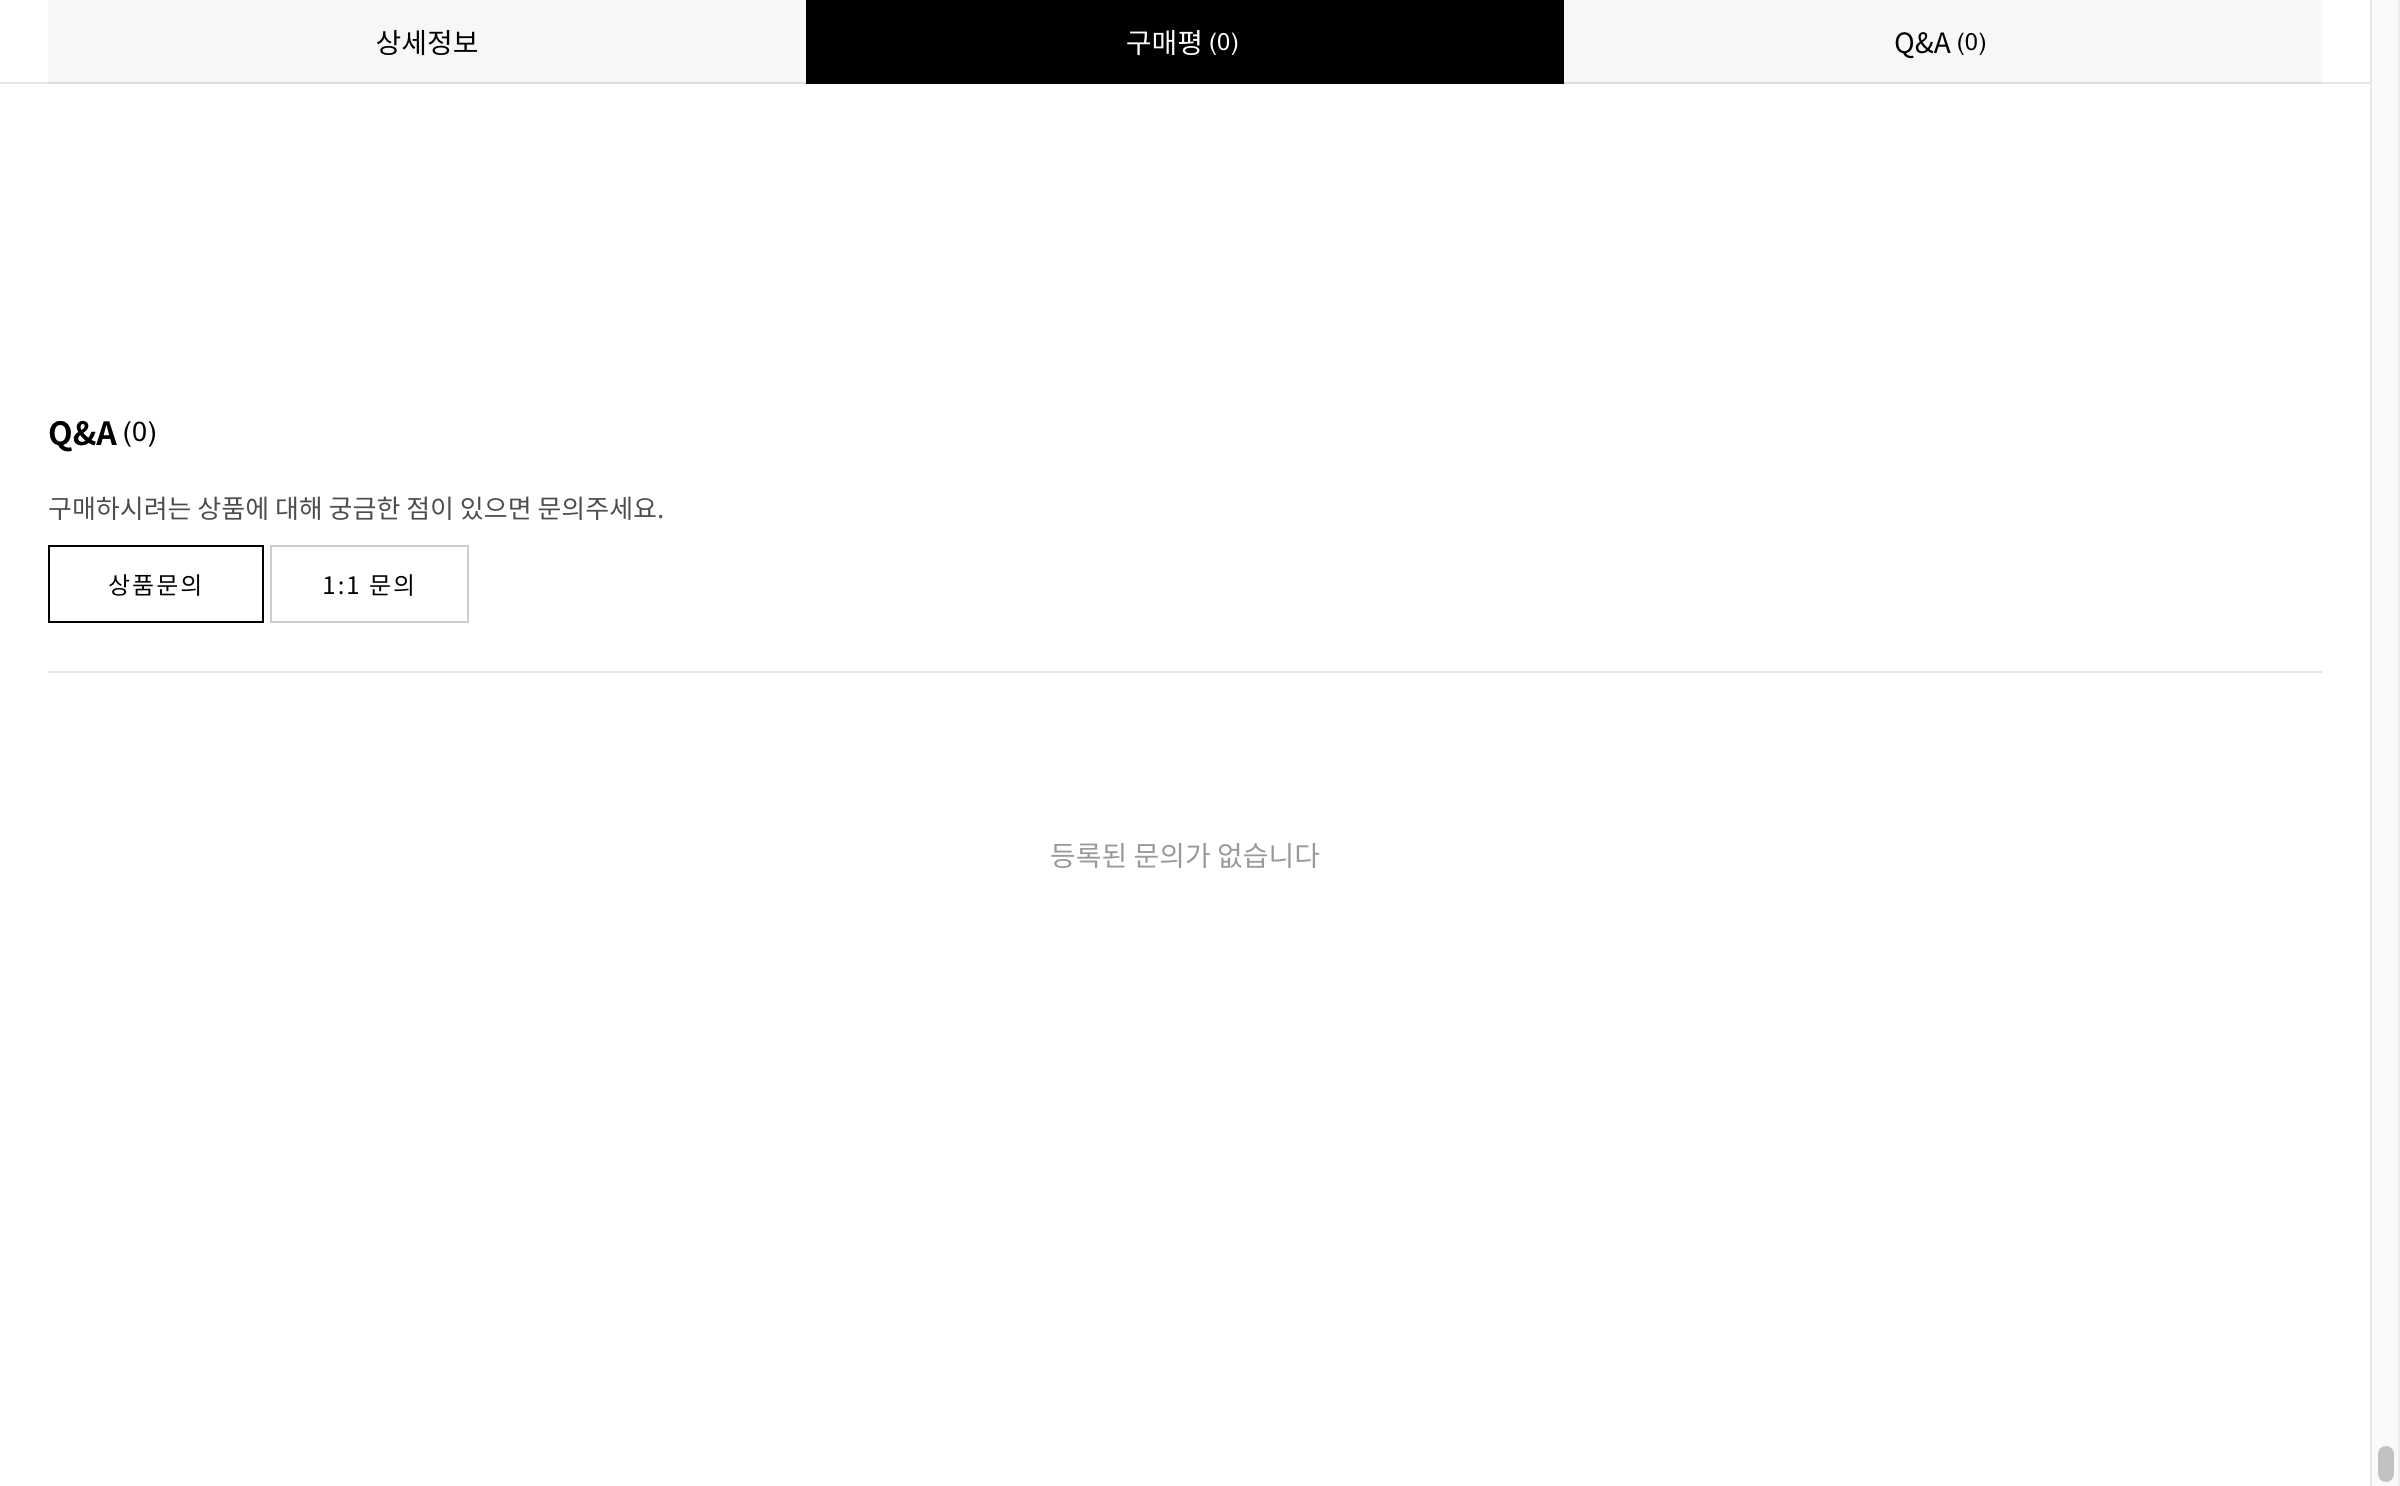 상세정보
구매평 (0)
Q&A (0)
Q&A (0)
구매하시려는 상품에 대해 궁금한 점이 있으면 문의주세요.
상품문의
1:1 문의
등록된 문의가 없습니다